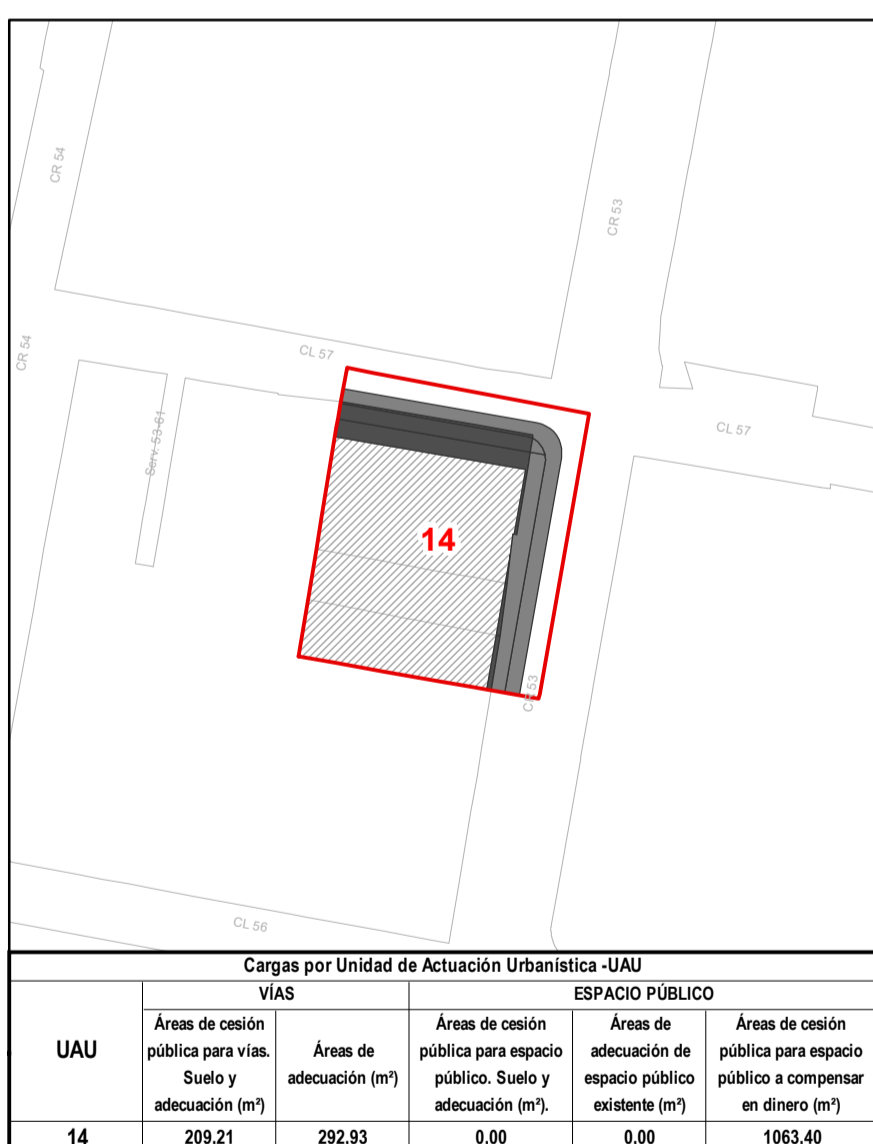 CR 54
CR 53
CR 54
CL 57
CL 57
Serv. 53-61
14
CR 53
CL 56
Cargas por Unidad de Actuación Urbanística -UAU
UAU
VÍAS
ESPACIO PÚBLICO
Áreas de cesión
pública para vías.
Suelo y
adecuación (m²)
Áreas de
adecuación (m²)
Áreas de cesión
pública para espacio
público. Suelo y
adecuación (m²).
Áreas de
adecuación de
espacio público
existente (m²)
Áreas de cesión
pública para espacio
público a compensar
en dinero (m²)
14 209,21 292,93 0,00 0,00 1063,40